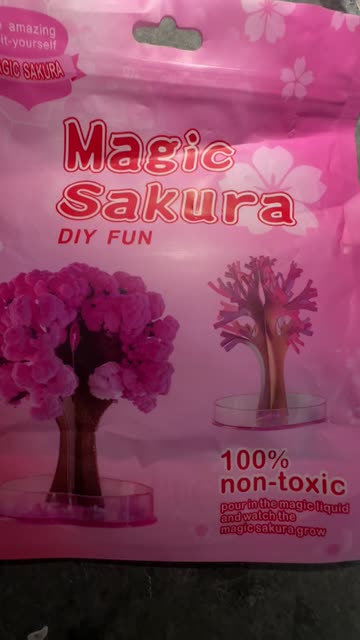 amazing
it-yourself
MAGIC SAKURA
Magic
Sakura
DIY FUN
100%
non-toxic
pour in the magic liquid
and watch the
magic sakura grow